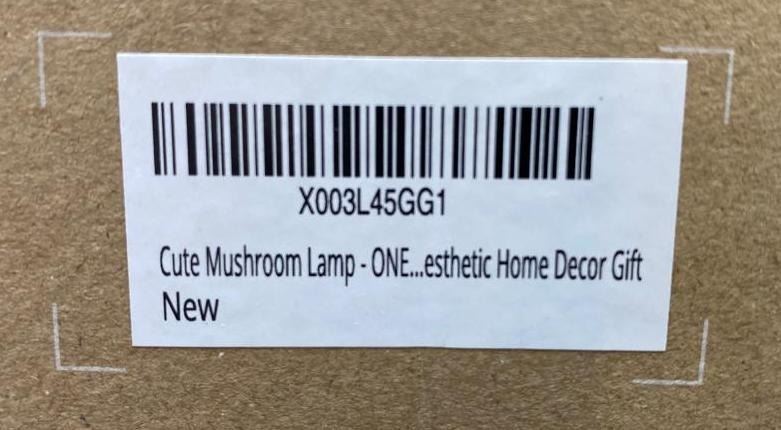 X003L45GG1
Cute Mushroom Lamp - ONE...esthetic Home Decor Gift
New